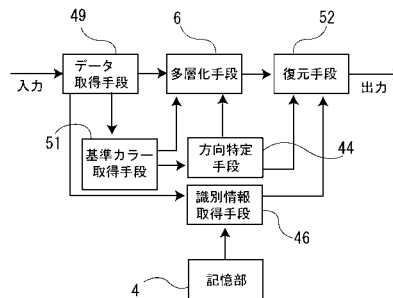 49
6
52
データ
取得手段
多層化手段
復元手段
入力
出力
51
基準カラー
取得手段
方向特定
手段
44
識別情報
取得手段
46
4
記憶部